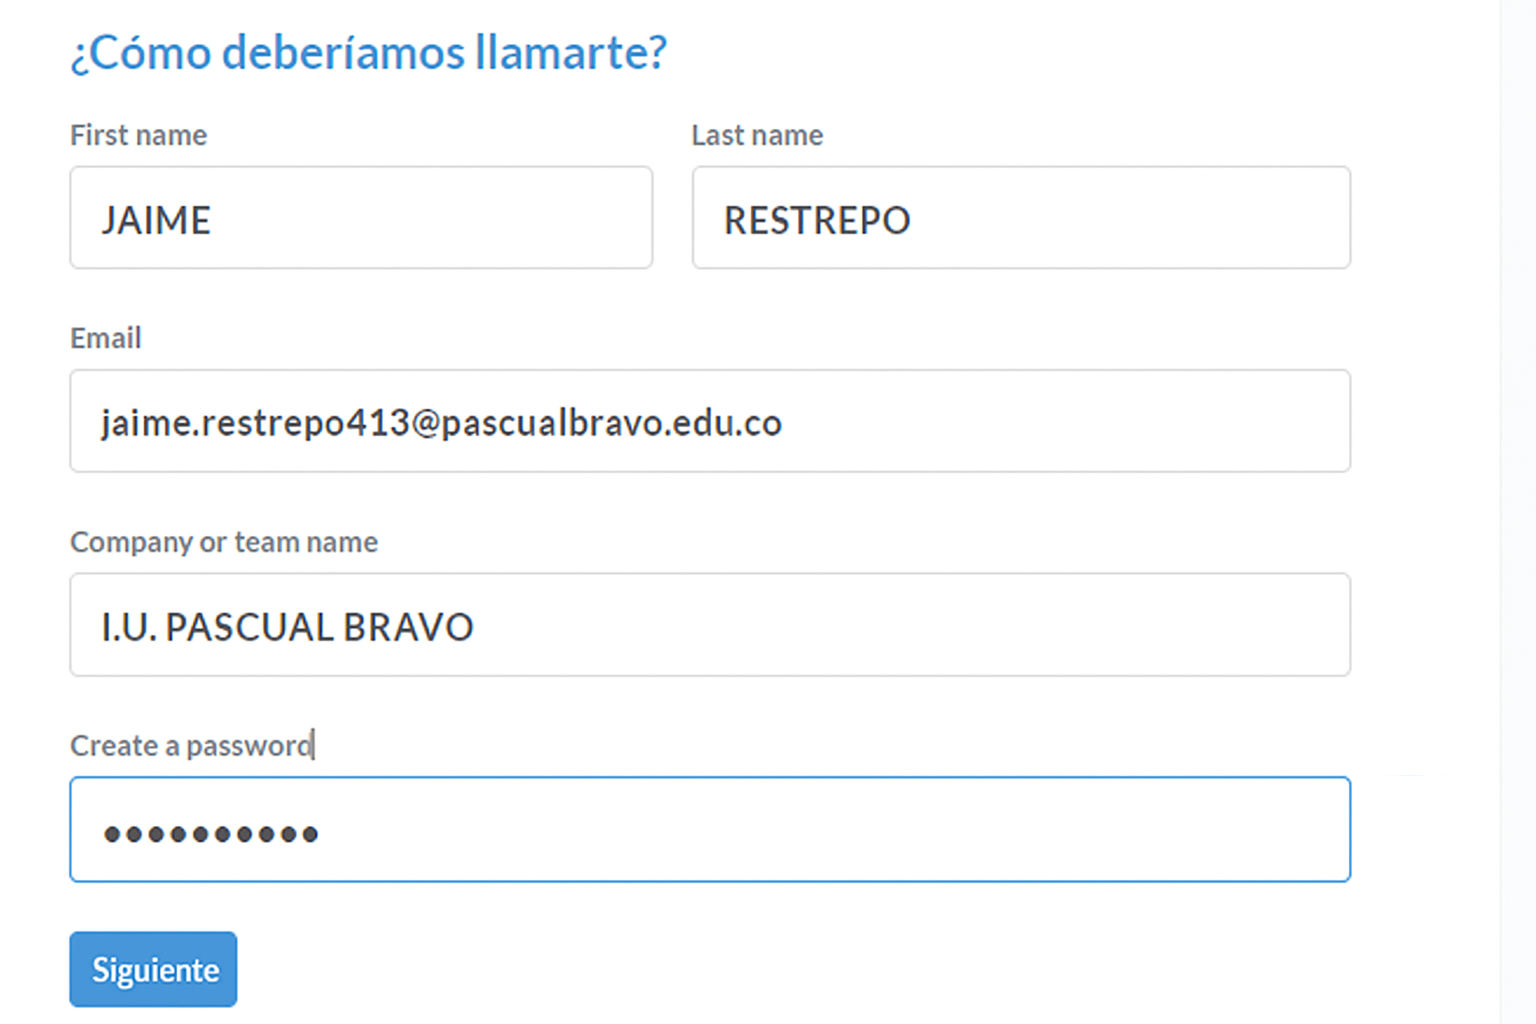 ¿Cómo deberíamos llamarte?
First name Last name
JAIME RESTREPO
Email
jaime.restrepo413@pascualbravo.edu.co
Company or team name
I.U. PASCUAL BRAVO
Create a password
••••••••••
Siguiente